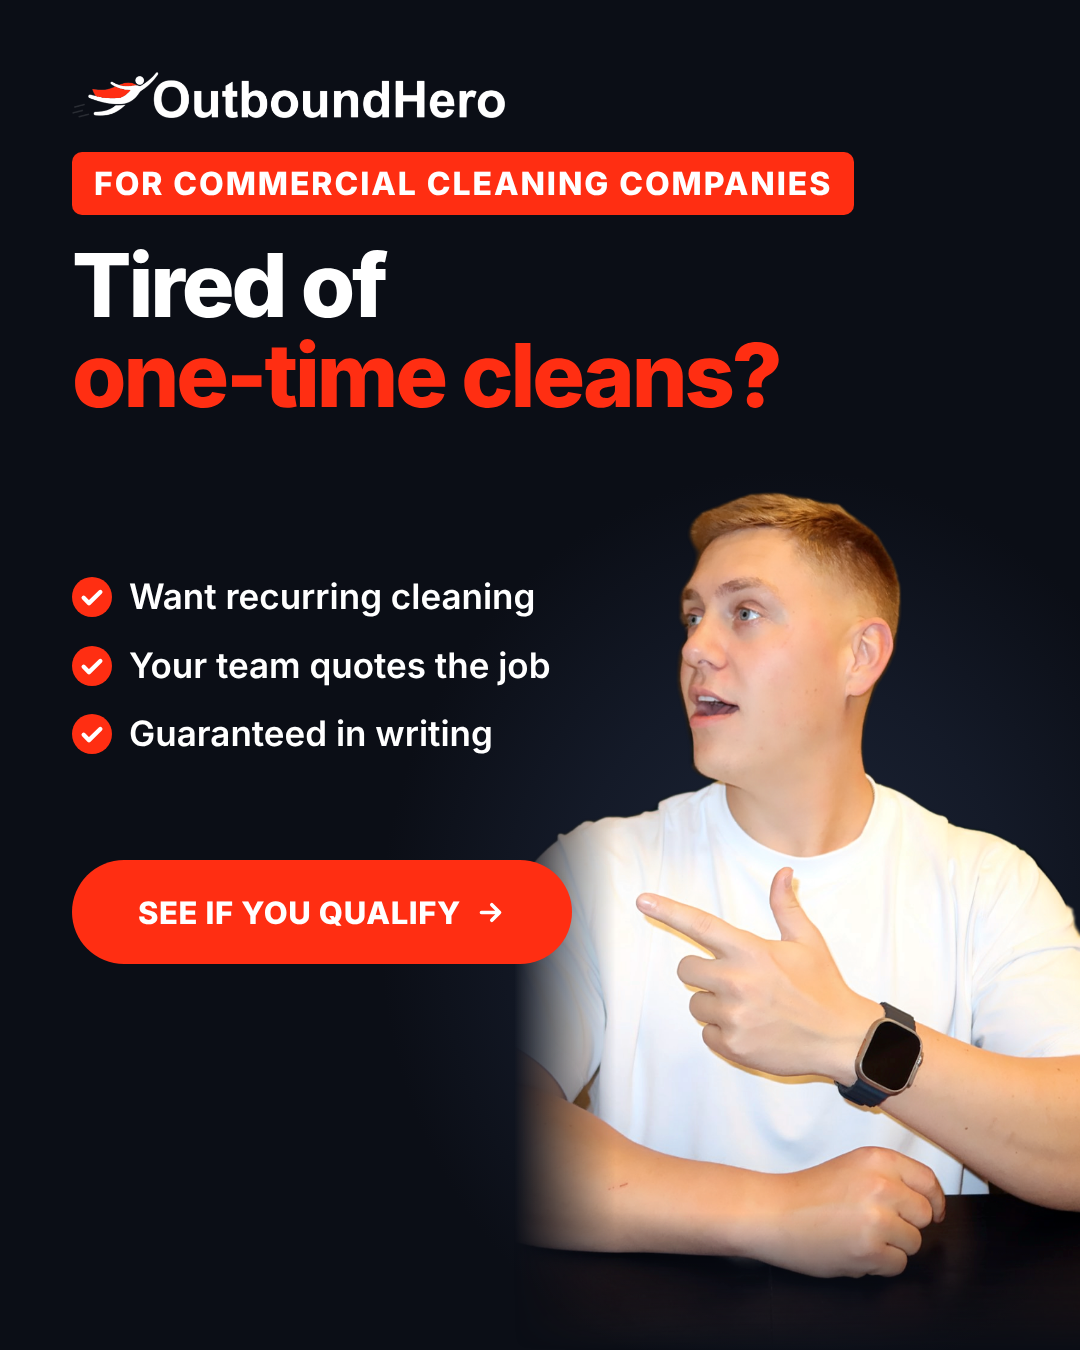 OutboundHero
FOR COMMERCIAL CLEANING COMPANIES
Tired of
one-time cleans?
Want recurring cleaning
Your team quotes the job
Guaranteed in writing
SEE IF YOU QUALIFY →